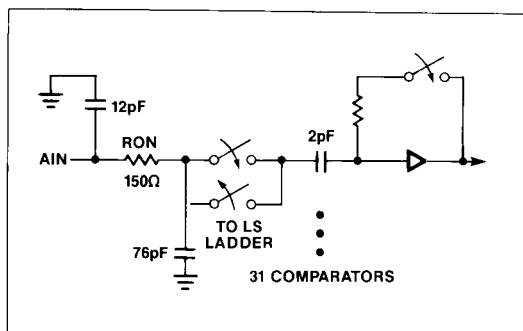 12pF
RON
AIN
150Ω
2pF
TO LS
LADDER
76pF
31 COMPARATORS